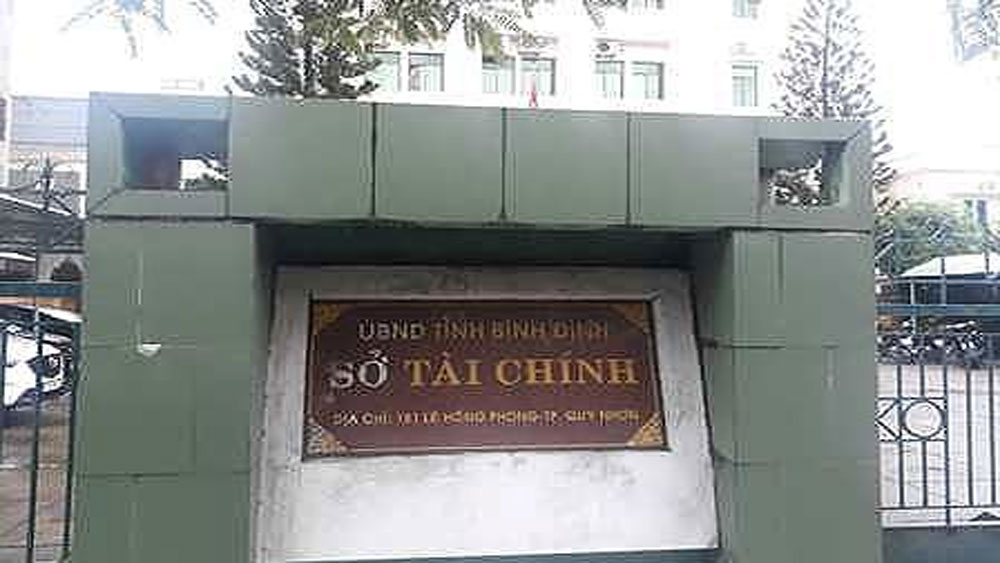 UBND TỈNH BÌNH ĐỊNH
SỞ TÀI CHÍNH
ĐỊA CHỈ: 181 LÊ HỒNG PHONG-TP. QUY NHƠN